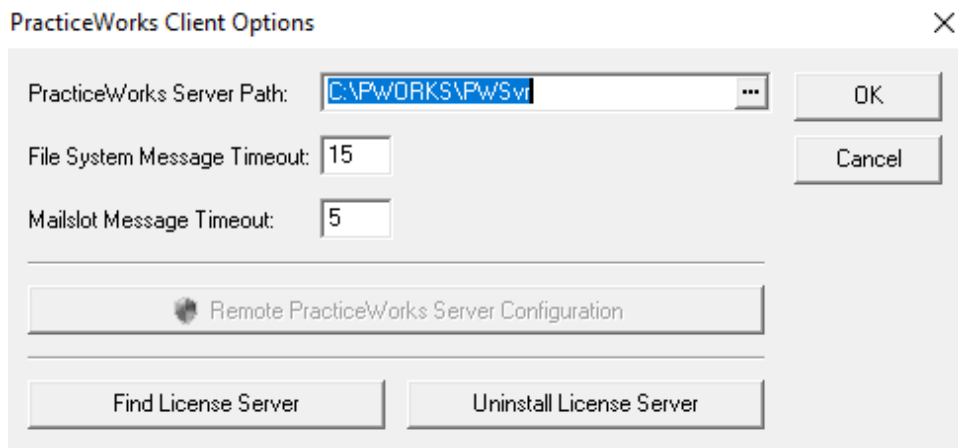 PracticeWorks Client Options
PracticeWorks Server Path: C:\PWORKS\PWSvr ... OK
File System Message Timeout: 15 Cancel
Mailslot Message Timeout: 5
Remote PracticeWorks Server Configuration
Find License Server Uninstall License Server